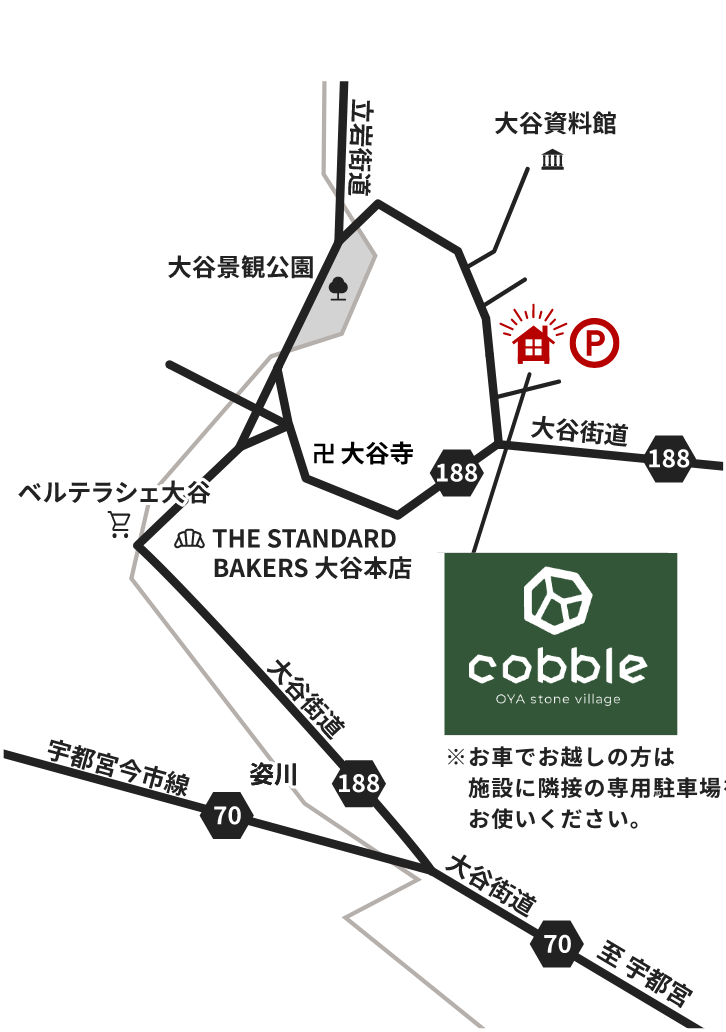 立岩街道
大谷資料館
大谷景観公園
P
大谷街道
188
卍 大谷寺
188
ベルテラシェ大谷
THE STANDARD
BAKERS 大谷本店
cobble
OYA stone village
大谷街道
※お車でお越しの方は
施設に隣接の専用駐車場を
お使いください。
宇都宮今市線
姿川
188
70
大谷街道
70
至 宇都宮